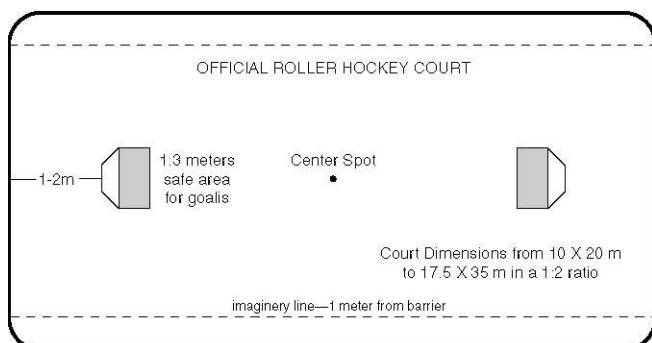 OFFICIAL ROLLER HOCKEY COURT
1-2m
1.3 meters
safe area
for goalis
Center Spot
Court Dimensions from 10 X 20 m
to 17.5 X 35 m in a 1:2 ratio
imaginery line—1 meter from barrier